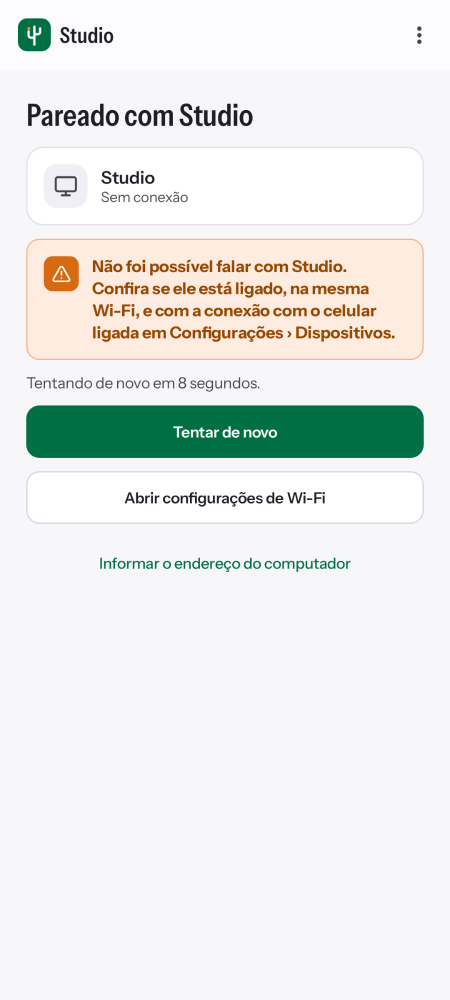 Studio
Pareado com Studio
Studio
Sem conexão
Não foi possível falar com Studio.
Confira se ele está ligado, na mesma
Wi-Fi, e com a conexão com o celular
ligada em Configurações › Dispositivos.
Tentando de novo em 8 segundos.
Tentar de novo
Abrir configurações de Wi-Fi
Informar o endereço do computador